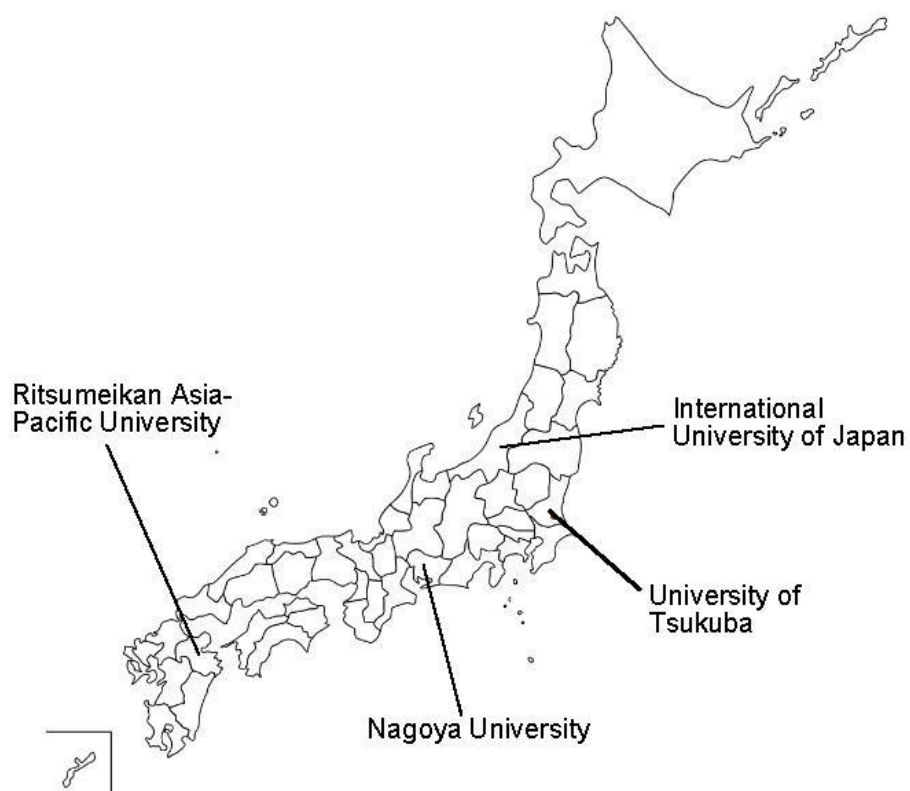 Ritsumeikan Asia-
Pacific University
International
University of Japan
University of
Tsukuba
Nagoya University